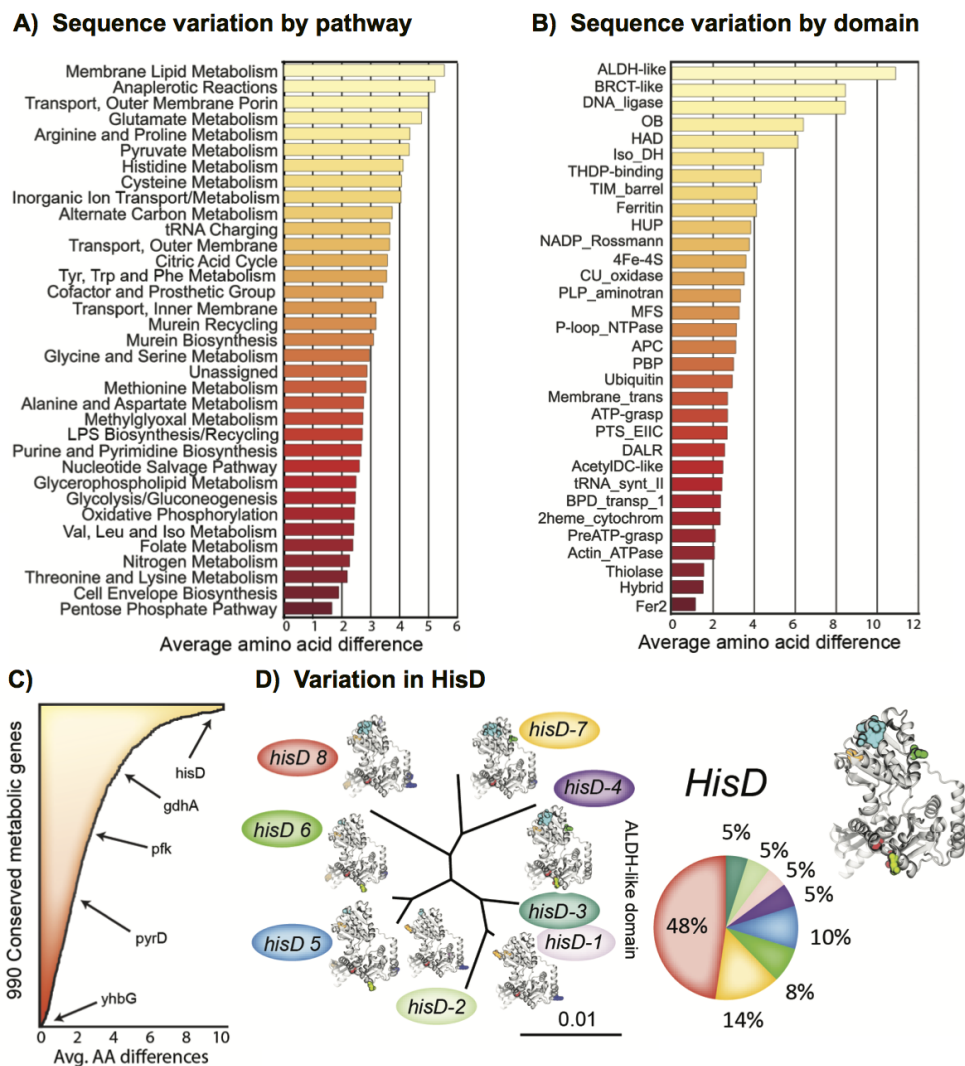 A) Sequence variation by pathway
Membrane Lipid Metabolism
Anaplerotic Reactions
Transport, Outer Membrane Porin
Glutamate Metabolism
Arginine and Proline Metabolism
Pyruvate Metabolism
Histidine Metabolism
Cysteine Metabolism
Inorganic Ion Transport/Metabolism
Alternate Carbon Metabolism
tRNA Charging
Transport, Outer Membrane
Citric Acid Cycle
Tyr, Trp and Phe Metabolism
Cofactor and Prosthetic Group
Transport, Inner Membrane
Murein Recycling
Murein Biosynthesis
Glycine and Serine Metabolism
Unassigned
Methionine Metabolism
Alanine and Aspartate Metabolism
Methylglyoxal Metabolism
LPS Biosynthesis/Recycling
Purine and Pyrimidine Biosynthesis
Nucleotide Salvage Pathway
Glycerophospholipid Metabolism
Glycolysis/Gluconeogenesis
Oxidative Phosphorylation
Val, Leu and Iso Metabolism
Folate Metabolism
Nitrogen Metabolism
Threonine and Lysine Metabolism
Cell Envelope Biosynthesis
Pentose Phosphate Pathway
0 1 2 3 4 5 6
Average amino acid difference
B) Sequence variation by domain
ALDH-like
BRCT-like
DNA_ligase
OB
HAD
Iso_DH
THDP-binding
TIM_barrel
Ferritin
HUP
NADP_Rossmann
4Fe-4S
CU_oxidase
PLP_aminotran
MFS
P-loop_NTPase
APC
PBP
Ubiquitin
Membrane_trans
ATP-grasp
PTS_EIIC
DALR
AcetylDC-like
tRNA_synt_II
BPD_transp_1
2heme_cytochrom
PreATP-grasp
Actin_ATPase
Thiolase
Hybrid
Fer2
0 2 4 6 8 10 12
Average amino acid difference
C)
990 Conserved metabolic genes
hisD
gdhA
pfk
pyrD
yhbG
0 2 4 6 8 10
Avg. AA differences
D) Variation in HisD
hisD 8
hisD-7
hisD-4
hisD 6
hisD-3
hisD-1
hisD 5
hisD-2
0.01
ALDH-like domain
HisD
5%
5%
5%
5%
10%
8%
14%
48%